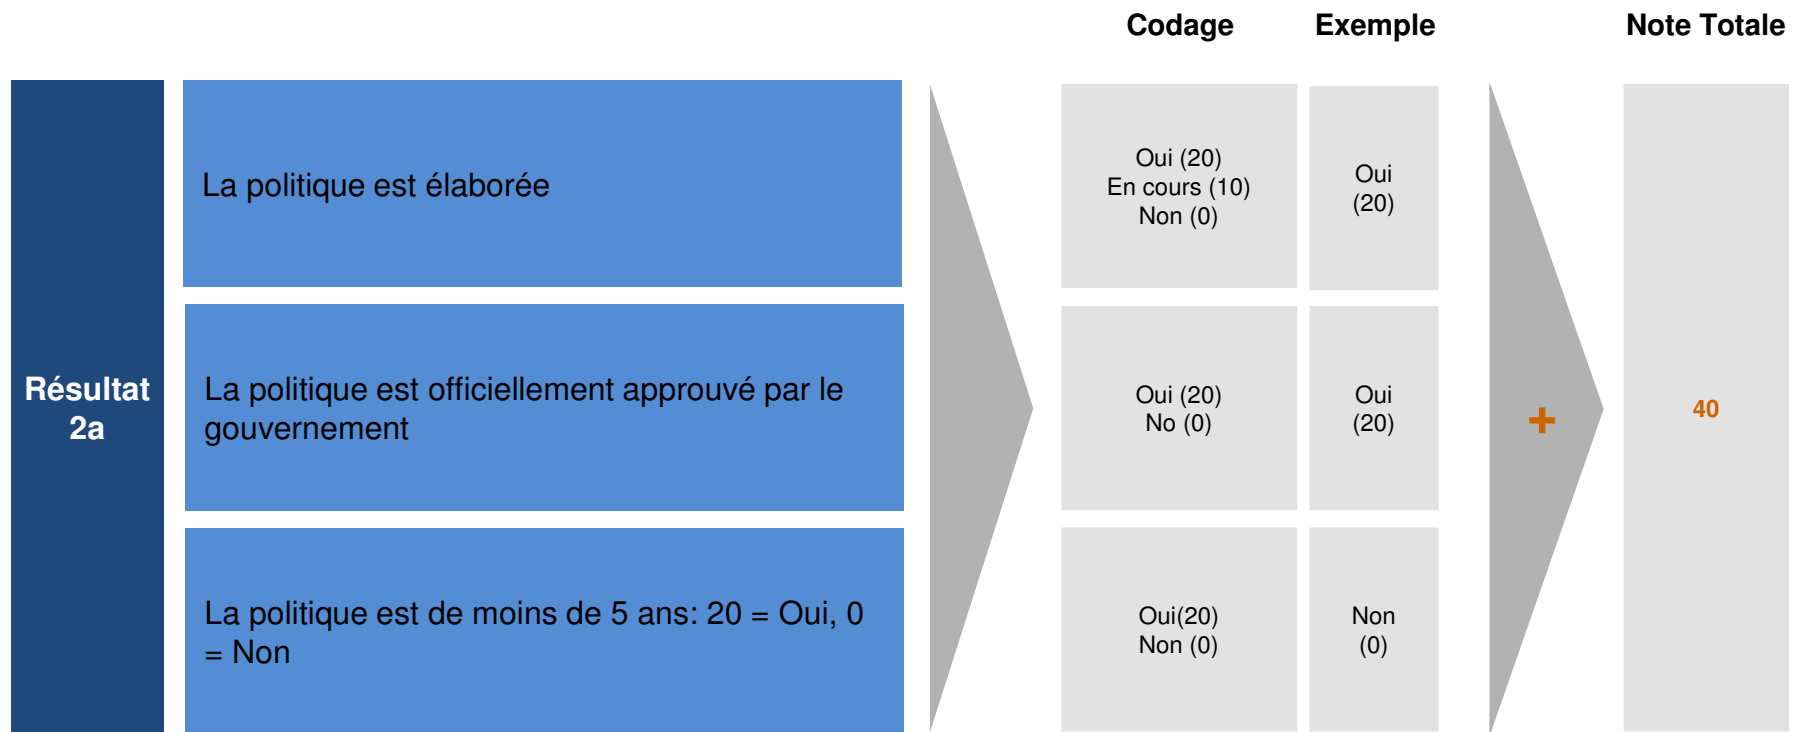 Codage Exemple Note Totale
Résultat
2a
La politique est élaborée
Oui (20)
En cours (10)
Non (0)
Oui
(20)
La politique est officiellement approuvé par le
gouvernement
Oui (20)
No (0)
Oui
(20)
+
40
La politique est de moins de 5 ans: 20 = Oui, 0
= Non
Oui(20)
Non (0)
Non
(0)